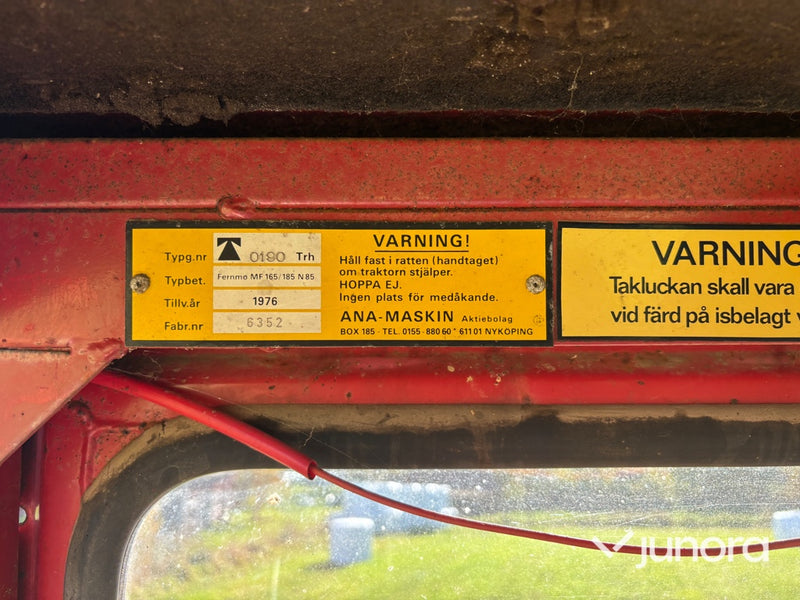 Typg.nr 0190 Trh
Typbet. Fernmo MF 165/185 N 85
Tillv.år 1976
Fabr.nr 6352
VARNING!
Håll fast i ratten (handtaget)
om traktorn stjälper.
HOPPA EJ.
Ingen plats för medåkande.
ANA-MASKIN Aktiebolag
BOX 185 · TEL. 0155 - 880 60 * 611 01 NYKÖPING
VARNING
Takluckan skall vara
vid färd på isbelagt v
junora